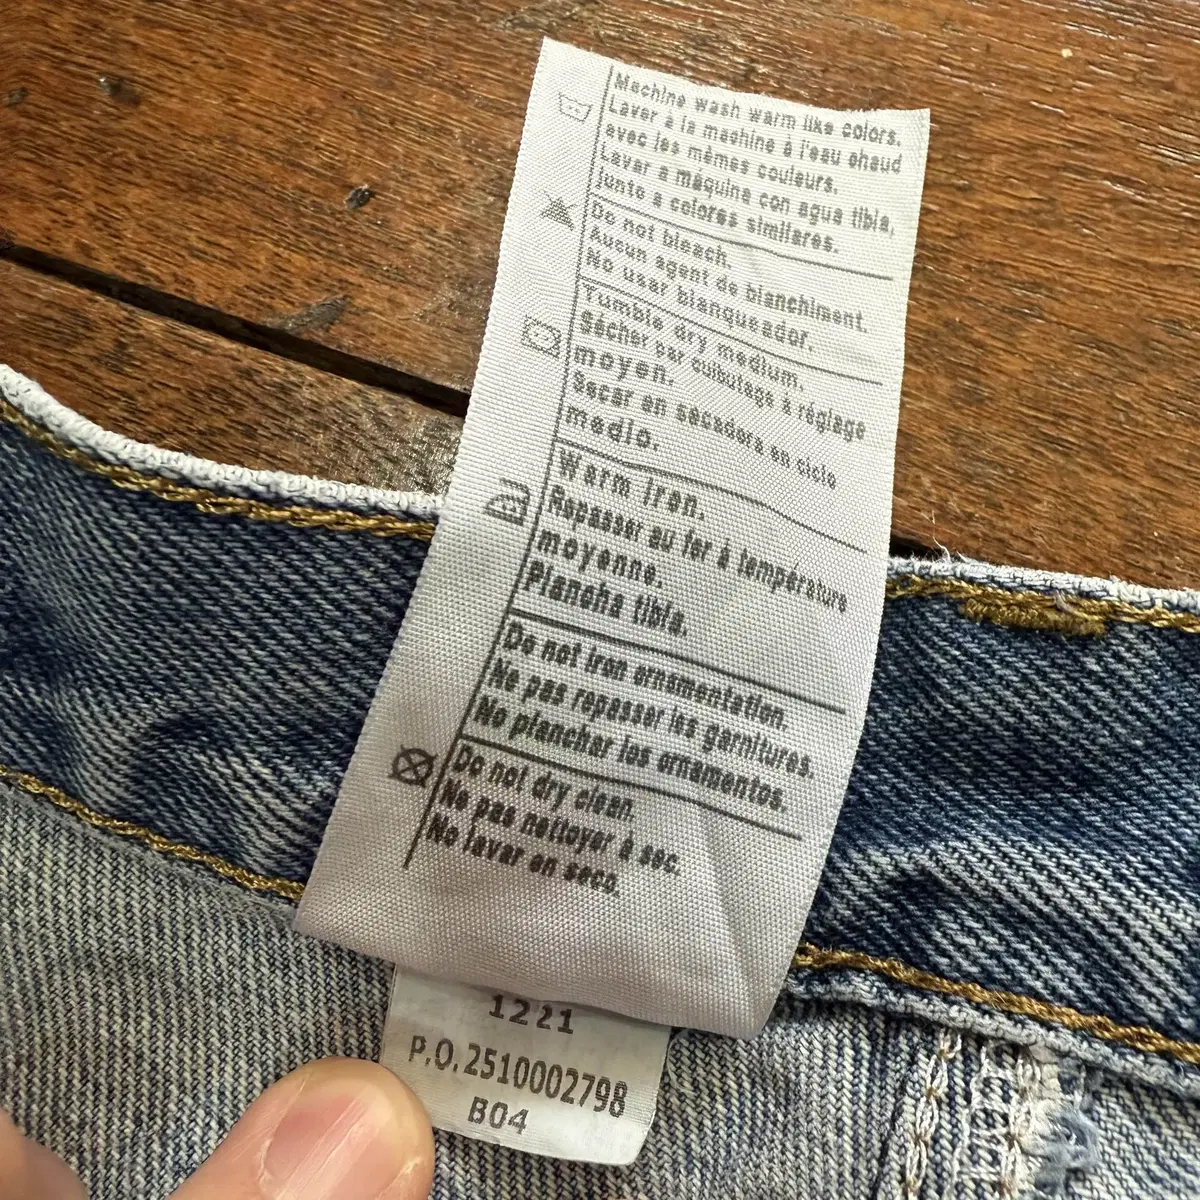 Machine wash warm like colors.
Laver à la machine à l'eau chaud
avec les mèmes couleurs.
Lavar a máquina con agua tibia,
junto a colores similares.
Do not bleach.
Aucun agent de blanchiment.
No usar blanqueador.
Tumble dry medium.
Sécher par culbutage à réglage
moyen.
Secar en secadora en ciclo
medio.
Warm iron.
Repasser au fer à température
moyenne.
Plancha tibia.
Do not iron ornamentation.
Ne pas repasser les garnitures.
No planchar los ornamentos.
Do not dry clean.
Ne pas nettoyer à sec.
No lavar en seco.
1221
P.O.2510002798
B04